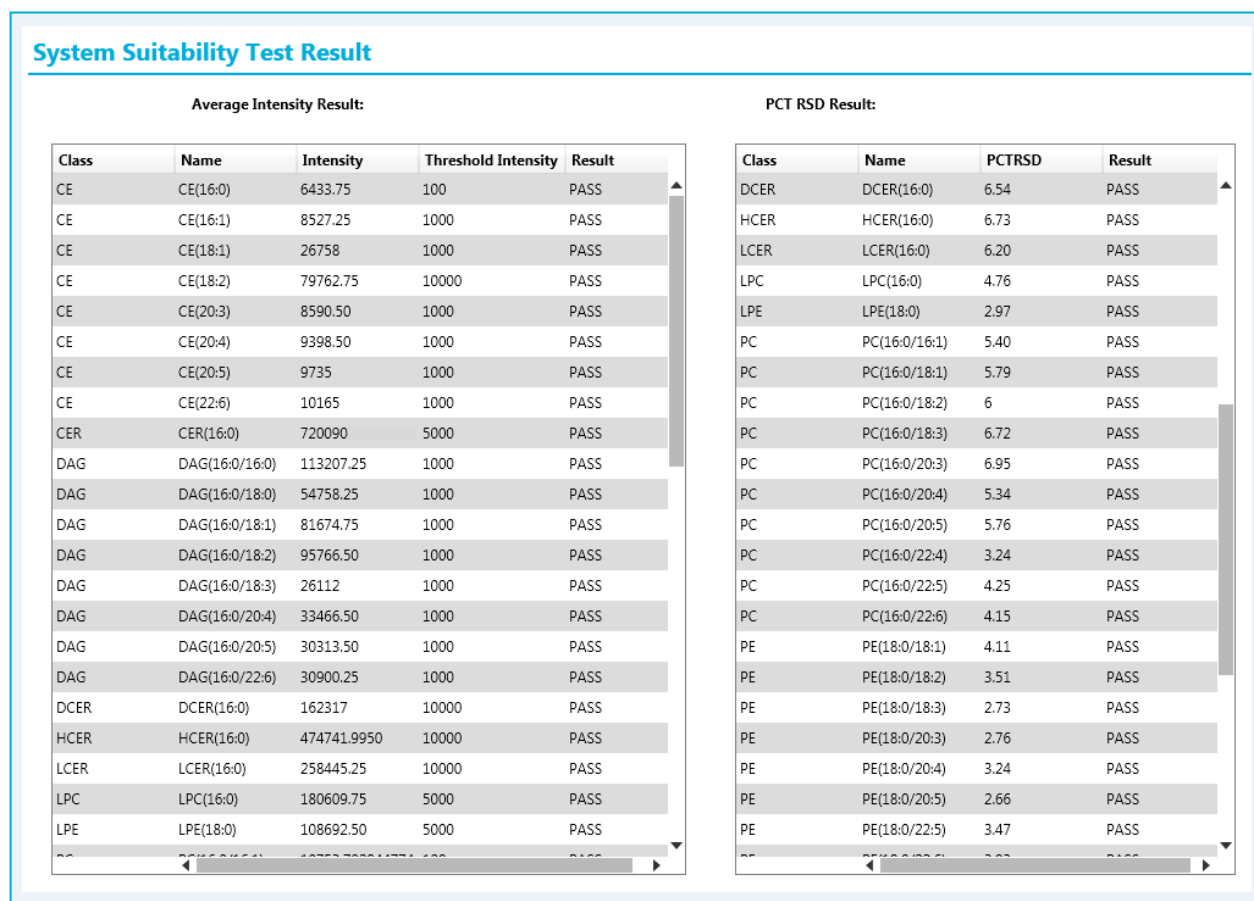 System Suitability Test Result
Average Intensity Result:
Class Name Intensity Threshold Intensity Result
CE CE(16:0) 6433.75 100 PASS
CE CE(16:1) 8527.25 1000 PASS
CE CE(18:1) 26758 1000 PASS
CE CE(18:2) 79762.75 10000 PASS
CE CE(20:3) 8590.50 1000 PASS
CE CE(20:4) 9398.50 1000 PASS
CE CE(20:5) 9735 1000 PASS
CE CE(22:6) 10165 1000 PASS
CER CER(16:0) 720090 5000 PASS
DAG DAG(16:0/16:0) 113207.25 1000 PASS
DAG DAG(16:0/18:0) 54758.25 1000 PASS
DAG DAG(16:0/18:1) 81674.75 1000 PASS
DAG DAG(16:0/18:2) 95766.50 1000 PASS
DAG DAG(16:0/18:3) 26112 1000 PASS
DAG DAG(16:0/20:4) 33466.50 1000 PASS
DAG DAG(16:0/20:5) 30313.50 1000 PASS
DAG DAG(16:0/22:6) 30900.25 1000 PASS
DCER DCER(16:0) 162317 10000 PASS
HCER HCER(16:0) 474741.9950 10000 PASS
LCER LCER(16:0) 258445.25 10000 PASS
LPC LPC(16:0) 180609.75 5000 PASS
LPE LPE(18:0) 108692.50 5000 PASS
PCT RSD Result:
Class Name PCTRSD Result
DCER DCER(16:0) 6.54 PASS
HCER HCER(16:0) 6.73 PASS
LCER LCER(16:0) 6.20 PASS
LPC LPC(16:0) 4.76 PASS
LPE LPE(18:0) 2.97 PASS
PC PC(16:0/16:1) 5.40 PASS
PC PC(16:0/18:1) 5.79 PASS
PC PC(16:0/18:2) 6 PASS
PC PC(16:0/18:3) 6.72 PASS
PC PC(16:0/20:3) 6.95 PASS
PC PC(16:0/20:4) 5.34 PASS
PC PC(16:0/20:5) 5.76 PASS
PC PC(16:0/22:4) 3.24 PASS
PC PC(16:0/22:5) 4.25 PASS
PC PC(16:0/22:6) 4.15 PASS
PE PE(18:0/18:1) 4.11 PASS
PE PE(18:0/18:2) 3.51 PASS
PE PE(18:0/18:3) 2.73 PASS
PE PE(18:0/20:3) 2.76 PASS
PE PE(18:0/20:4) 3.24 PASS
PE PE(18:0/20:5) 2.66 PASS
PE PE(18:0/22:5) 3.47 PASS